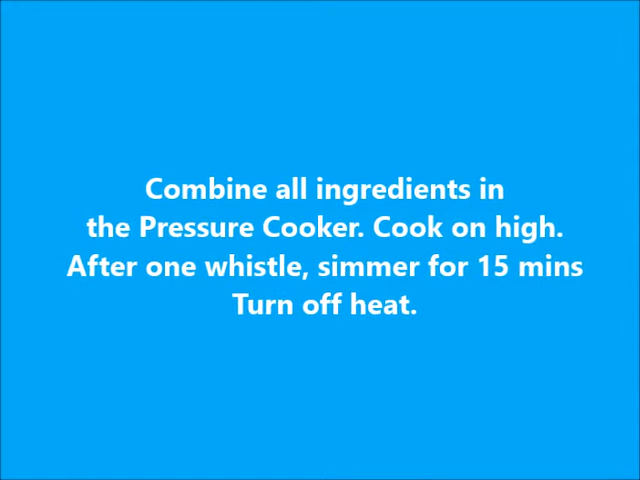 Combine all ingredients in
the Pressure Cooker. Cook on high.
After one whistle, simmer for 15 mins
Turn off heat.